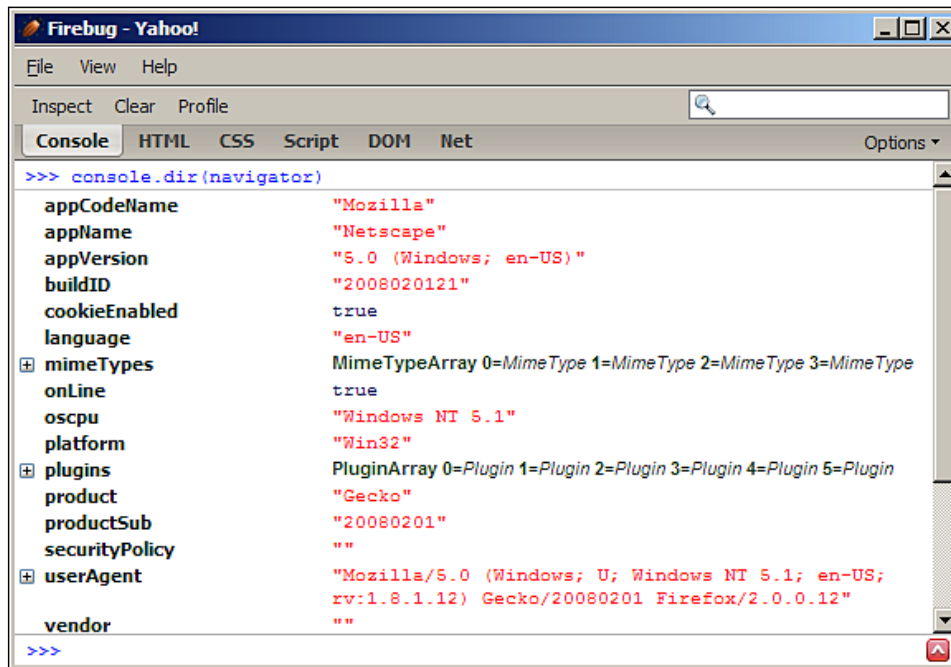 Firebug - Yahoo!
File View Help
Inspect Clear Profile
Console HTML CSS Script DOM Net Options
>>> console.dir(navigator)
appCodeName "Mozilla"
appName "Netscape"
appVersion "5.0 (Windows; en-US)"
buildID "2008020121"
cookieEnabled true
language "en-US"
mimeTypes MimeTypeArray 0=MimeType 1=MimeType 2=MimeType 3=MimeType
onLine true
oscpu "Windows NT 5.1"
platform "Win32"
plugins PluginArray 0=Plugin 1=Plugin 2=Plugin 3=Plugin 4=Plugin 5=Plugin
product "Gecko"
productSub "20080201"
securityPolicy ""
userAgent "Mozilla/5.0 (Windows; U; Windows NT 5.1; en-US;
rv:1.8.1.12) Gecko/20080201 Firefox/2.0.0.12"
vendor ""
>>>